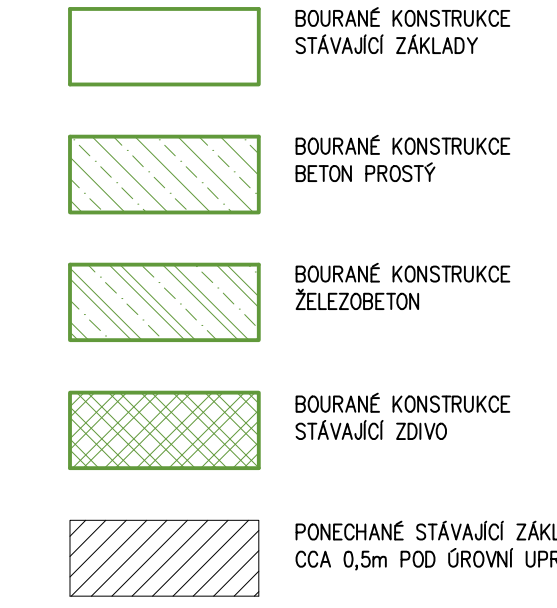 BOURANÉ KONSTRUKCE
STÁVAJÍCÍ ZÁKLADY
BOURANÉ KONSTRUKCE
BETON PROSTÝ
BOURANÉ KONSTRUKCE
ŽELEZOBETON
BOURANÉ KONSTRUKCE
STÁVAJÍCÍ ZDIVO
PONECHANÉ STÁVAJÍCÍ
CCA 0,5m POD ÚROVNÍ